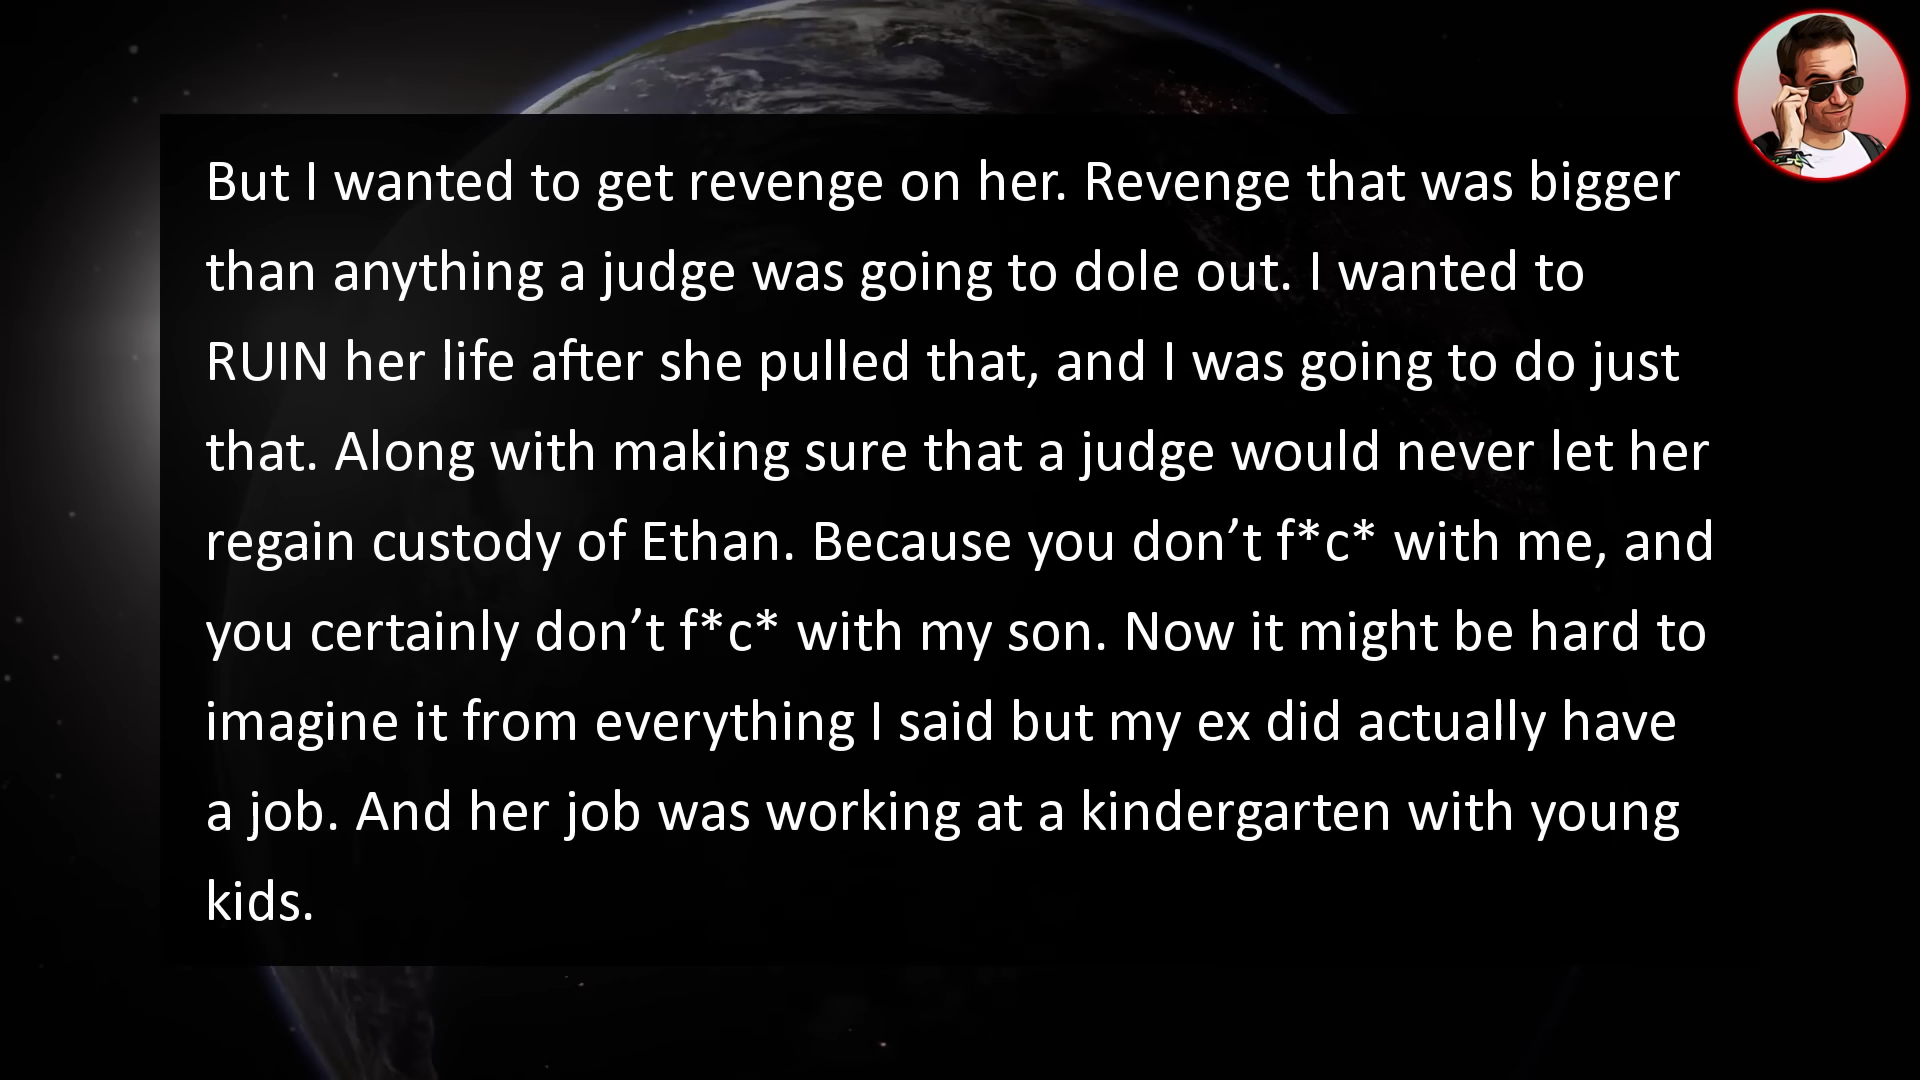 But I wanted to get revenge on her. Revenge that was bigger
than anything a judge was going to dole out. I wanted to
RUIN her life after she pulled that, and I was going to do just
that. Along with making sure that a judge would never let her
regain custody of Ethan. Because you don’t f*c* with me, and
you certainly don’t f*c* with my son. Now it might be hard to
imagine it from everything I said but my ex did actually have
a job. And her job was working at a kindergarten with young
kids.